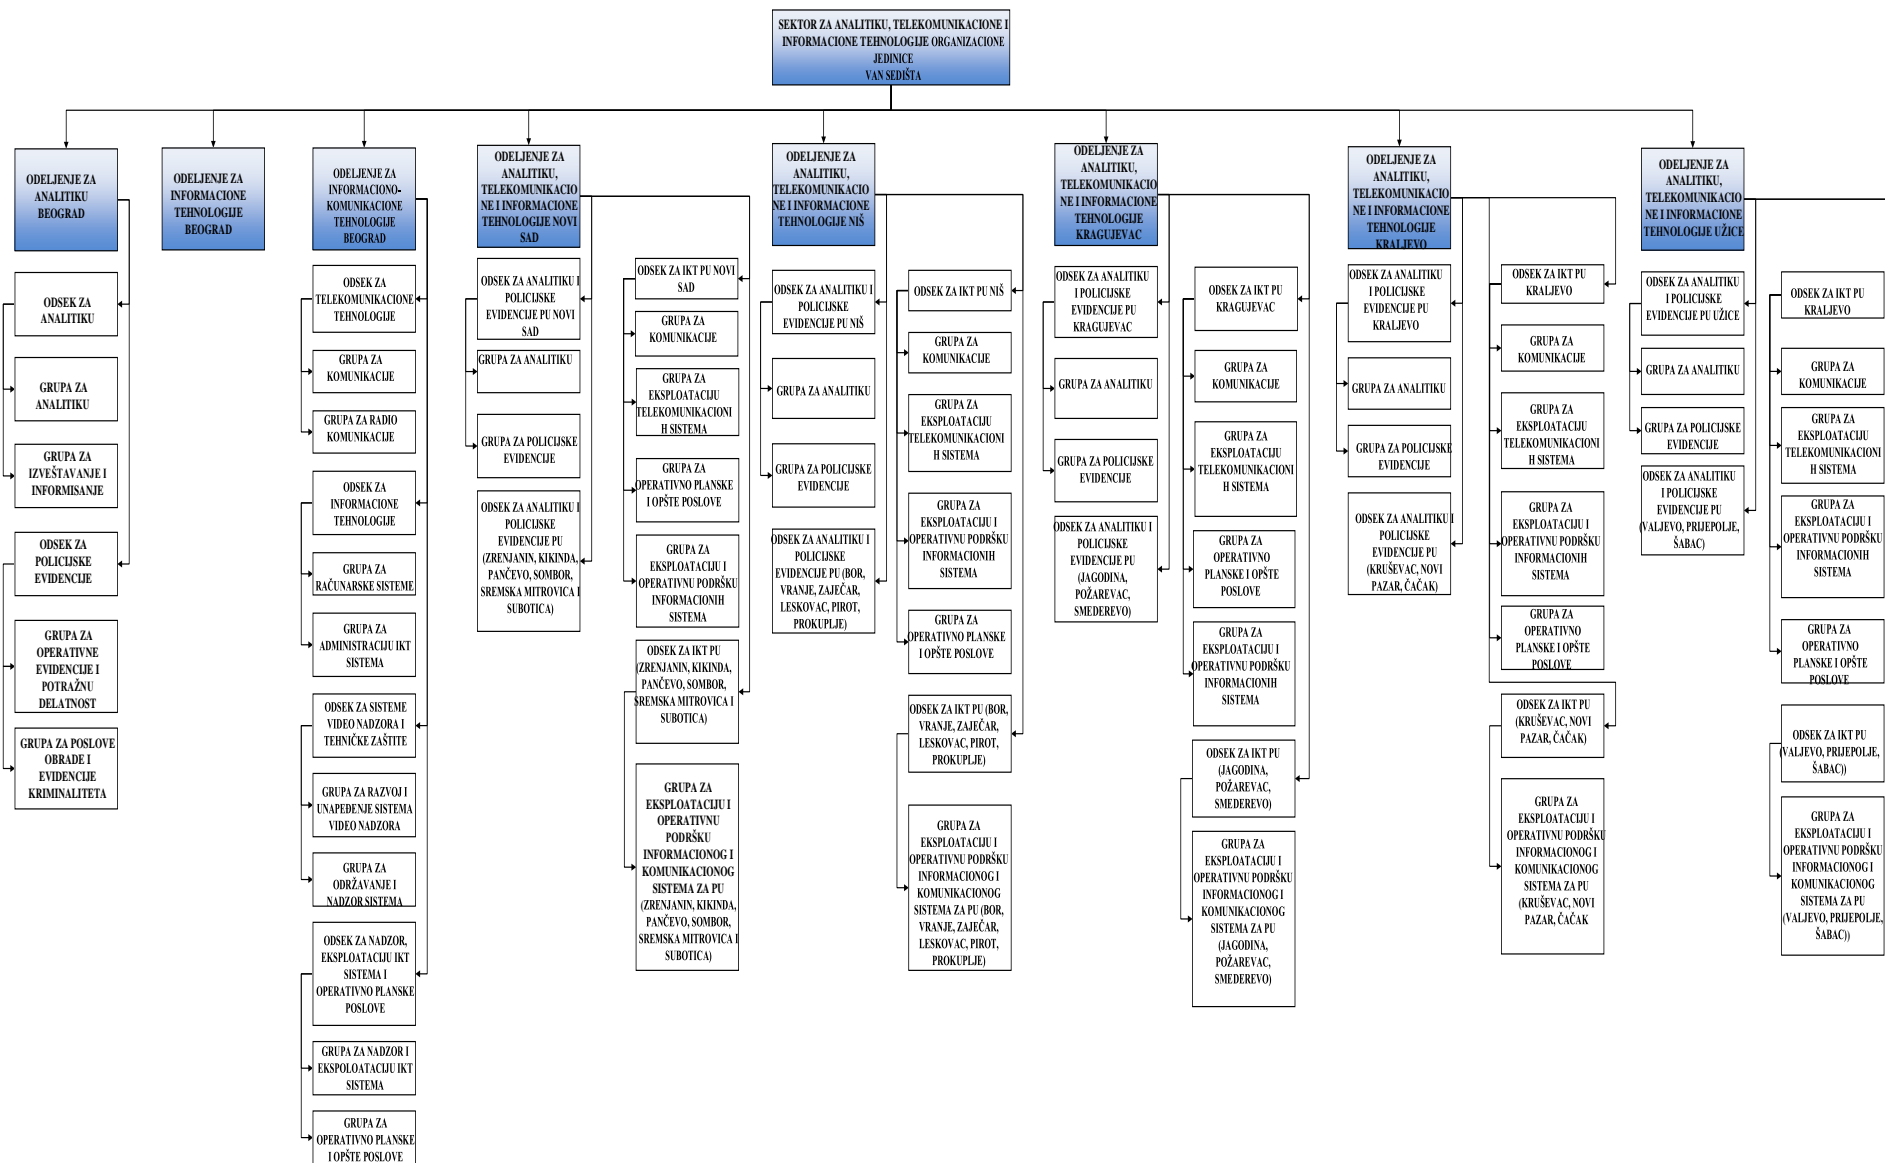 SEKTOR ZA ANALITIKU, TELEKOMUNIKACIONE I
INFORMACIONE TEHNOLOGIJE ORGANIZACIONE
JEDINICE
VAN SEDIŠTA
ODELJENJE ZA
ANALITIKU
BEOGRAD
ODSEK ZA
ANALITIKU
GRUPA ZA
ANALITIKU
GRUPA ZA
IZVEŠTAVANJE I
INFORMISANJE
ODSEK ZA
POLICIJSKE
EVIDENCIJE
GRUPA ZA
OPERATIVNE
EVIDENCIJE I
POTRAŽNU
DELATNOST
GRUPA ZA POSLOVE
OBRADE I
EVIDENCIJE
KRIMINALITETA
ODELJENJE ZA
INFORMACIONE
TEHNOLOGIJE
BEOGRAD
ODELJENJE ZA
INFORMACIONO-
KOMUNIKACIONE
TEHNOLOGIJE
BEOGRAD
ODSEK ZA
TELEKOMUNIKACIONE
TEHNOLOGIJE
GRUPA ZA
KOMUNIKACIJE
GRUPA ZA RADIO
KOMUNIKACIJE
ODSEK ZA
INFORMACIONE
TEHNOLOGIJE
GRUPA ZA
RAČUNARSKE SISTEME
GRUPA ZA
ADMINISTRACIJU IKT
SISTEMA
ODSEK ZA SISTEME
VIDEO NADZORA I
TEHNIČKE ZAŠTITE
GRUPA ZA RAZVOJ I
UNAPEĐENJE SISTEMA
VIDEO NADZORA
GRUPA ZA
ODRŽAVANJE I
NADZOR SISTEMA
ODSEK ZA NADZOR,
EKSPLOATACIJU IKT
SISTEMA I
OPERATIVNO PLANSKE
POSLOVE
GRUPA ZA NADZOR I
EKSPOLOATACIJU IKT
SISTEMA
GRUPA ZA
OPERATIVNO PLANSKE
I OPŠTE POSLOVE
ODELJENJE ZA
ANALITIKU,
TELEKOMUNIKACIO
NE I INFORMACIONE
TEHNOLOGIJE NOVI
SAD
ODSEK ZA ANALITIKU I
POLICIJSKE
EVIDENCIJE PU NOVI
SAD
GRUPA ZA ANALITIKU
GRUPA ZA POLICIJSKE
EVIDENCIJE
ODSEK ZA ANALITIKU I
POLICIJSKE
EVIDENCIJE PU
(ZRENJANIN, KIKINDA,
PANČEVO, SOMBOR,
SREMSKA MITROVICA I
SUBOTICA)
ODSEK ZA IKT PU NOVI
SAD
GRUPA ZA
KOMUNIKACIJE
GRUPA ZA
EKSPLOATACIJU
TELEKOMUNIKACIONI
H SISTEMA
GRUPA ZA
OPERATIVNO PLANSKE
I OPŠTE POSLOVE
GRUPA ZA
EKSPLOATACIJU I
OPERATIVNU PODRŠKU
INFORMACIONIH
SISTEMA
ODSEK ZA IKT PU
(ZRENJANIN, KIKINDA,
PANČEVO, SOMBOR,
SREMSKA MITROVICA I
SUBOTICA)
GRUPA ZA
EKSPLOATACIJU I
OPERATIVNU
PODRŠKU
INFORMACIONOG I
KOMUNIKACIONOG
SISTEMA ZA PU
(ZRENJANIN, KIKINDA,
PANČEVO, SOMBOR,
SREMSKA MITROVICA I
SUBOTICA)
ODELJENJE ZA
ANALITIKU,
TELEKOMUNIKACIO
NE I INFORMACIONE
TEHNOLOGIJE NIŠ
ODSEK ZA ANALITIKU I
POLICIJSKE
EVIDENCIJE PU NIŠ
GRUPA ZA ANALITIKU
GRUPA ZA POLICIJSKE
EVIDENCIJE
ODSEK ZA ANALITIKU I
POLICIJSKE
EVIDENCIJE PU (BOR,
VRANJE, ZAJEČAR,
LESKOVAC, PIROT,
PROKUPLJE)
ODSEK ZA IKT PU NIŠ
GRUPA ZA
KOMUNIKACIJE
GRUPA ZA
EKSPLOATACIJU
TELEKOMUNIKACIONI
H SISTEMA
GRUPA ZA
EKSPLOATACIJU I
OPERATIVNU PODRŠKU
INFORMACIONIH
SISTEMA
GRUPA ZA
OPERATIVNO PLANSKE
I OPŠTE POSLOVE
ODSEK ZA IKT PU (BOR,
VRANJE, ZAJEČAR,
LESKOVAC, PIROT,
PROKUPLJE)
GRUPA ZA
EKSPLOATACIJU I
OPERATIVNU PODRŠKU
INFORMACIONOG I
KOMUNIKACIONOG
SISTEMA ZA PU (BOR,
VRANJE, ZAJEČAR,
LESKOVAC, PIROT,
PROKUPLJE)
ODELJENJE ZA
ANALITIKU,
TELEKOMUNIKACIO
NE I INFORMACIONE
TEHNOLOGIJE
KRAGUJEVAC
ODSEK ZA ANALITIKU
I POLICIJSKE
EVIDENCIJE PU
KRAGUJEVAC
GRUPA ZA ANALITIKU
GRUPA ZA POLICIJSKE
EVIDENCIJE
ODSEK ZA ANALITIKU I
POLICIJSKE
EVIDENCIJE PU
(JAGODINA,
POŽAREVAC,
SMEDEREVO)
ODSEK ZA IKT PU
KRAGUJEVAC
GRUPA ZA
KOMUNIKACIJE
GRUPA ZA
EKSPLOATACIJU
TELEKOMUNIKACIONI
H SISTEMA
GRUPA ZA
OPERATIVNO
PLANSKE I OPŠTE
POSLOVE
GRUPA ZA
EKSPLOATACIJU I
OPERATIVNU PODRŠKU
INFORMACIONIH
SISTEMA
ODSEK ZA IKT PU
(JAGODINA,
POŽAREVAC,
SMEDEREVO)
GRUPA ZA
EKSPLOATACIJU I
OPERATIVNU PODRŠKU
INFORMACIONOG I
KOMUNIKACIONOG
SISTEMA ZA PU
(JAGODINA,
POŽAREVAC,
SMEDEREVO)
ODELJENJE ZA
ANALITIKU,
TELEKOMUNIKACIO
NE I INFORMACIONE
TEHNOLOGIJE
KRALJEVO
ODSEK ZA ANALITIKU
I POLICIJSKE
EVIDENCIJE PU
KRALJEVO
GRUPA ZA ANALITIKU
GRUPA ZA POLICIJSKE
EVIDENCIJE
ODSEK ZA ANALITIKU I
POLICIJSKE
EVIDENCIJE PU
(KRUŠEVAC, NOVI
PAZAR, ČAČAK)
ODSEK ZA IKT PU
KRALJEVO
GRUPA ZA
KOMUNIKACIJE
GRUPA ZA
EKSPLOATACIJU
TELEKOMUNIKACIONI
H SISTEMA
GRUPA ZA
EKSPLOATACIJU I
OPERATIVNU PODRŠKU
INFORMACIONIH
SISTEMA
GRUPA ZA
OPERATIVNO
PLANSKE I OPŠTE
POSLOVE
ODSEK ZA IKT PU
(KRUŠEVAC, NOVI
PAZAR, ČAČAK)
GRUPA ZA
EKSPLOATACIJU I
OPERATIVNU PODRŠKU
INFORMACIONOG I
KOMUNIKACIONOG
SISTEMA ZA PU
(KRUŠEVAC, NOVI
PAZAR, ČAČAK
ODELJENJE ZA
ANALITIKU,
TELEKOMUNIKACIO
NE I INFORMACIONE
TEHNOLOGIJE UŽICE
ODSEK ZA ANALITIKU
I POLICIJSKE
EVIDENCIJE PU UŽICE
GRUPA ZA ANALITIKU
GRUPA ZA POLICIJSKE
EVIDENCIJE
ODSEK ZA ANALITIKU
I POLICIJSKE
EVIDENCIJE PU
(VALJEVO, PRIJEPOLJE,
ŠABAC)
ODSEK ZA IKT PU
KRALJEVO
GRUPA ZA
KOMUNIKACIJE
GRUPA ZA
EKSPLOATACIJU
TELEKOMUNIKACIONI
H SISTEMA
GRUPA ZA
EKSPLOATACIJU I
OPERATIVNU PODRŠKU
INFORMACIONIH
SISTEMA
GRUPA ZA
OPERATIVNO
PLANSKE I OPŠTE
POSLOVE
ODSEK ZA IKT PU
(VALJEVO, PRIJEPOLJE,
ŠABAC))
GRUPA ZA
EKSPLOATACIJU I
OPERATIVNU PODRŠKU
INFORMACIONOG I
KOMUNIKACIONOG
SISTEMA ZA PU
(VALJEVO, PRIJEPOLJE,
ŠABAC))